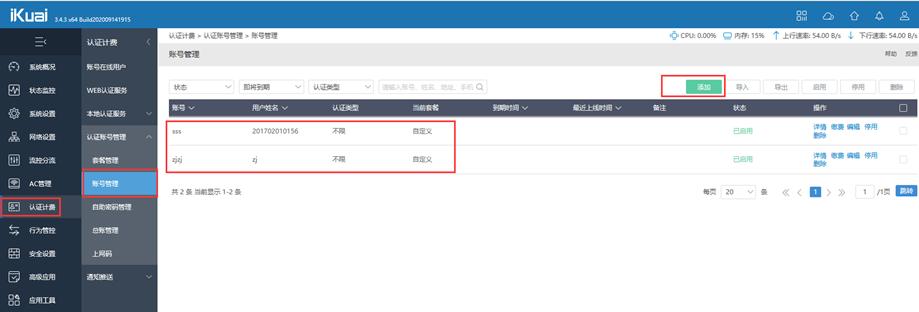 iKuai 3.4.3 x64 Build202009141915
认证计费
认证计费 > 认证账号管理 > 账号管理
CPU: 0.00% 内存: 15% 上行速率: 54.00 B/s 下行速率: 54.00 B/s
系统概况
状态监控
系统设置
网络设置
流控分流
AC管理
认证计费
行为管控
安全设置
高级应用
应用工具
账号在线用户
WEB认证服务
本地认证服务
认证账号管理
套餐管理
账号管理
自助密码管理
总账管理
上网码
通知推送
账号管理
帮助 反馈
状态 即将到期 认证类型 请输入账号、姓名、地址、手机
添加 导入 导出 启用 停用 删除
账号 用户姓名 认证类型 当前套餐 到期时间 最近上线时间 备注 状态 操作
sss 201702010156 不限 自定义 已启用 详情 缴费 编辑 停用
删除
zjzj zj 不限 自定义 已启用 详情 缴费 编辑 停用
删除
共 2 条 当前显示 1-2 条
每页 20 条 1 1 /1页 跳转